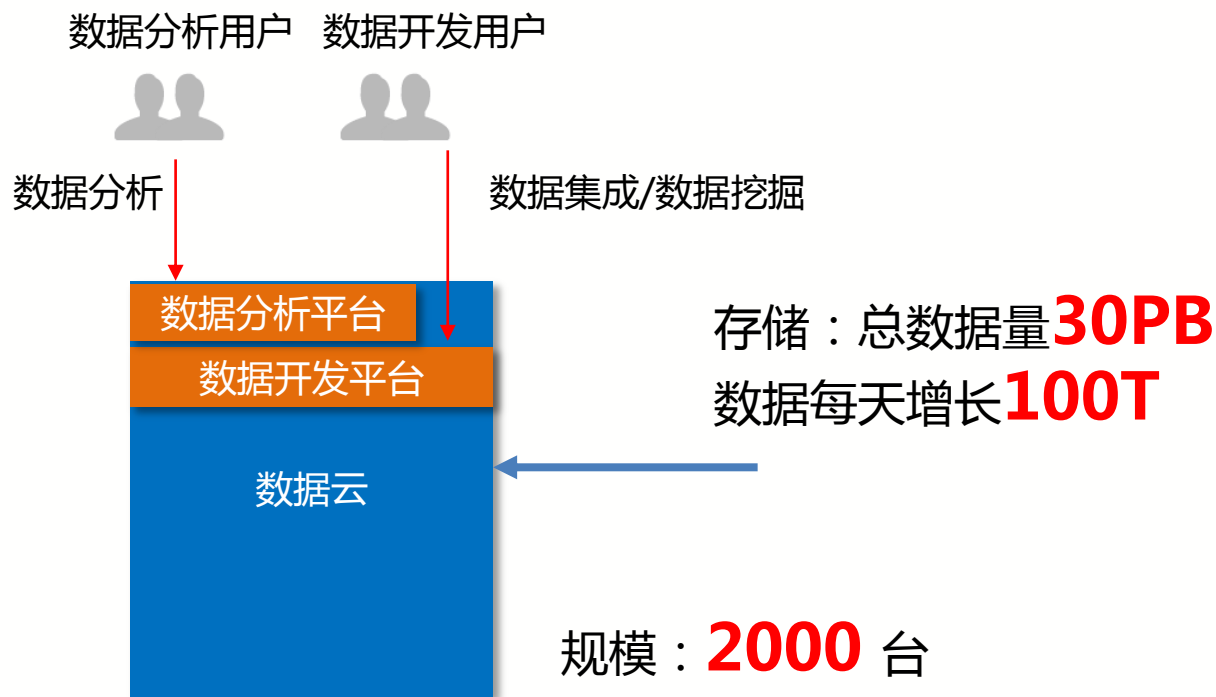 数据分析用户 数据开发用户
数据分析
数据集成/数据挖掘
数据分析平台
数据开发平台
数据云
存储：总数据量30PB
数据每天增长100T
规模：2000 台